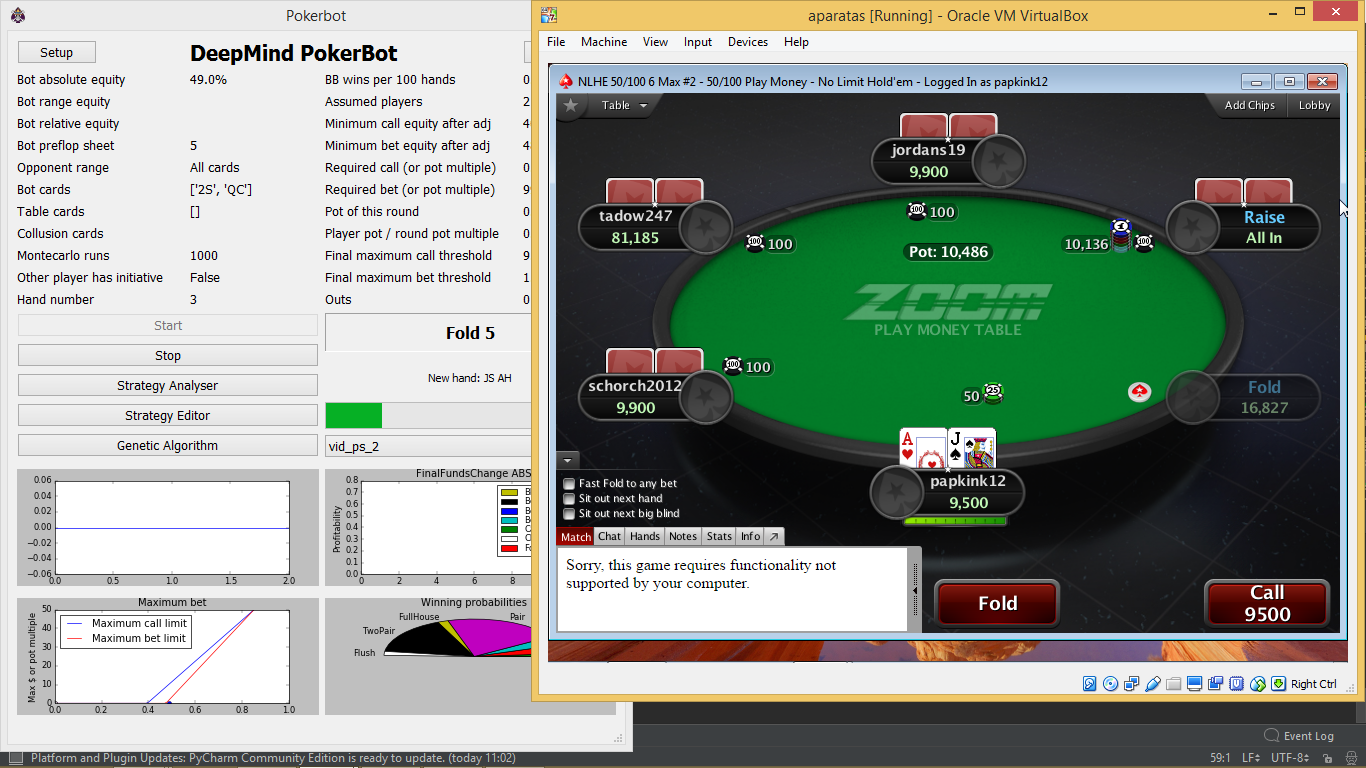 Pokerbot
Setup
DeepMind PokerBot
Bot absolute equity 49.0% BB wins per 100 hands 0
Bot range equity Assumed players 2
Bot relative equity Minimum call equity after adj 4
Bot preflop sheet 5 Minimum bet equity after adj 4
Opponent range All cards Required call (or pot multiple) 0
Bot cards ['2S', 'QC'] Required bet (or pot multiple) 9
Table cards [] Pot of this round 0
Collusion cards Player pot / round pot multiple 0
Montecarlo runs 1000 Final maximum call threshold 9
Other player has initiative False Final maximum bet threshold 1
Hand number 3 Outs 0
Start
Stop
Strategy Analyser
Strategy Editor
Genetic Algorithm
Fold 5
New hand: JS AH
vid_ps_2
0.06
0.04
0.02
0.00
−0.02
−0.04
−0.06
0.0 0.5 1.0 1.5 2.0
FinalFundsChange ABS
Profitability
0.8
0.7
0.6
0.5
0.4
0.3
0.2
0.1
0.0
0 2 4 6 8
B
B
B
B
C
C
F
Maximum bet
Max $ or pot multiple
50
40
30
20
10
0
Maximum call limit
Maximum bet limit
0.0 0.2 0.4 0.6 0.8 1.0
Winning probabilities
FullHouse
Pair
TwoPair
Flush
aparatas [Running] - Oracle VM VirtualBox
File Machine View Input Devices Help
NLHE 50/100 6 Max #2 - 50/100 Play Money - No Limit Hold'em - Logged In as papkink12
Table
Add Chips Lobby
jordans19
9,900
tadow247
81,185
Raise
All In
100
100
100
10,136
100
Pot: 10,486
ZOOM
PLAY MONEY TABLE
schorch2012
9,900
100
100
50
25
Fold
16,827
A
J
papkink12
9,500
Fast Fold to any bet
Sit out next hand
Sit out next big blind
Match Chat Hands Notes Stats Info
Sorry, this game requires functionality not
supported by your computer.
Fold
Call
9500
Right Ctrl
Event Log
Platform and Plugin Updates: PyCharm Community Edition is ready to update. (today 11:02)
59:1 LF UTF-8